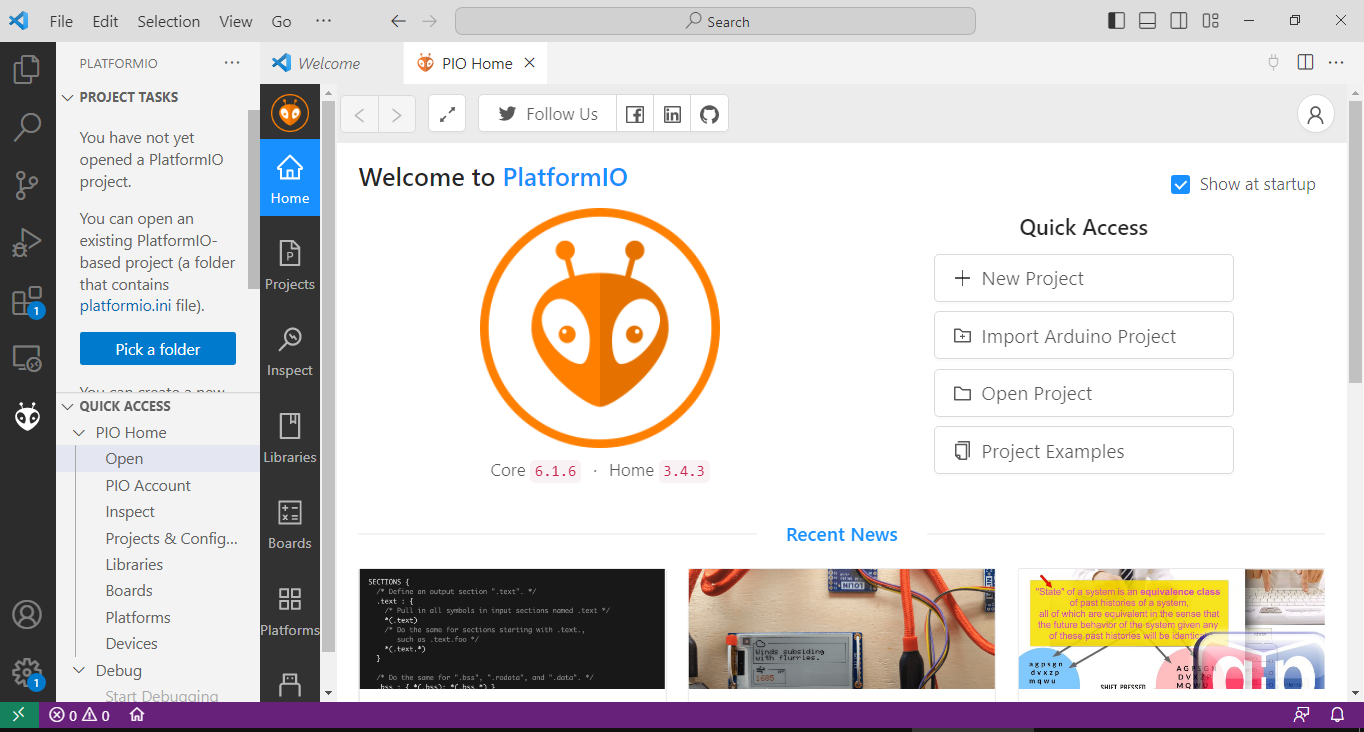 File Edit Selection View Go ···
Search
PLATFORMIO ···
Welcome
PIO Home
PROJECT TASKS
You have not yet
opened a PlatformIO
project.
You can open an
existing PlatformIO-
based project (a folder
that contains
platformio.ini file).
Pick a folder
You can create a new
QUICK ACCESS
PIO Home
Open
PIO Account
Inspect
Projects & Config...
Libraries
Boards
Platforms
Devices
Debug
Start Debugging
Home
Projects
Inspect
Libraries
Boards
Platforms
Follow Us
Welcome to PlatformIO
Show at startup
Core 6.1.6 · Home 3.4.3
Quick Access
New Project
Import Arduino Project
Open Project
Project Examples
Recent News
SECTIONS {
/* Define an output section ".text". */
.text : {
/* Pull in all symbols in input sections named .text */
*(.text)
/* Do the same for sections starting with .text.,
such as .text.foo */
*(.text.*)
}
/* Do the same for ".bss", ".rodata", and ".data". */
.bss : { *(.bss); *(.bss.*) }
Winds subsiding
with flurries.
1685
"State" of a system is an equivalence class
of past histories of a system,
all of which are equivalent in the sense that
the future behavior of the system given any
of these past histories will be identical
a g p s g n
d v x z p
m q w u
SHIFT PRESSED
A G P S G N
D V X Z P
M Q W U
qp
0 0
1
1